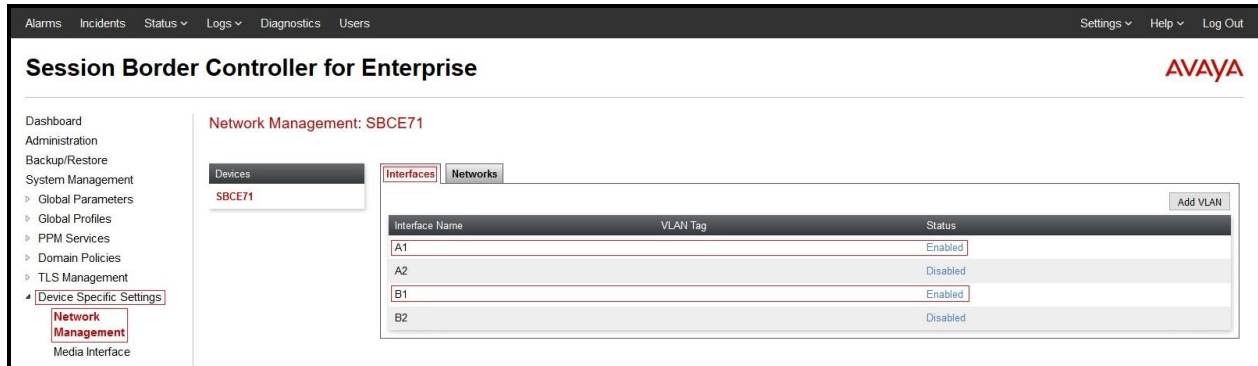 Alarms Incidents Status Logs Diagnostics Users Settings Help Log Out
Session Border Controller for Enterprise
AVAYA
Dashboard
Administration
Backup/Restore
System Management
Global Parameters
Global Profiles
PPM Services
Domain Policies
TLS Management
Device Specific Settings
Network
Management
Media Interface
Network Management: SBCE71
Devices
SBCE71
Interfaces Networks
Add VLAN
Interface Name VLAN Tag Status
A1 Enabled
A2 Disabled
B1 Enabled
B2 Disabled